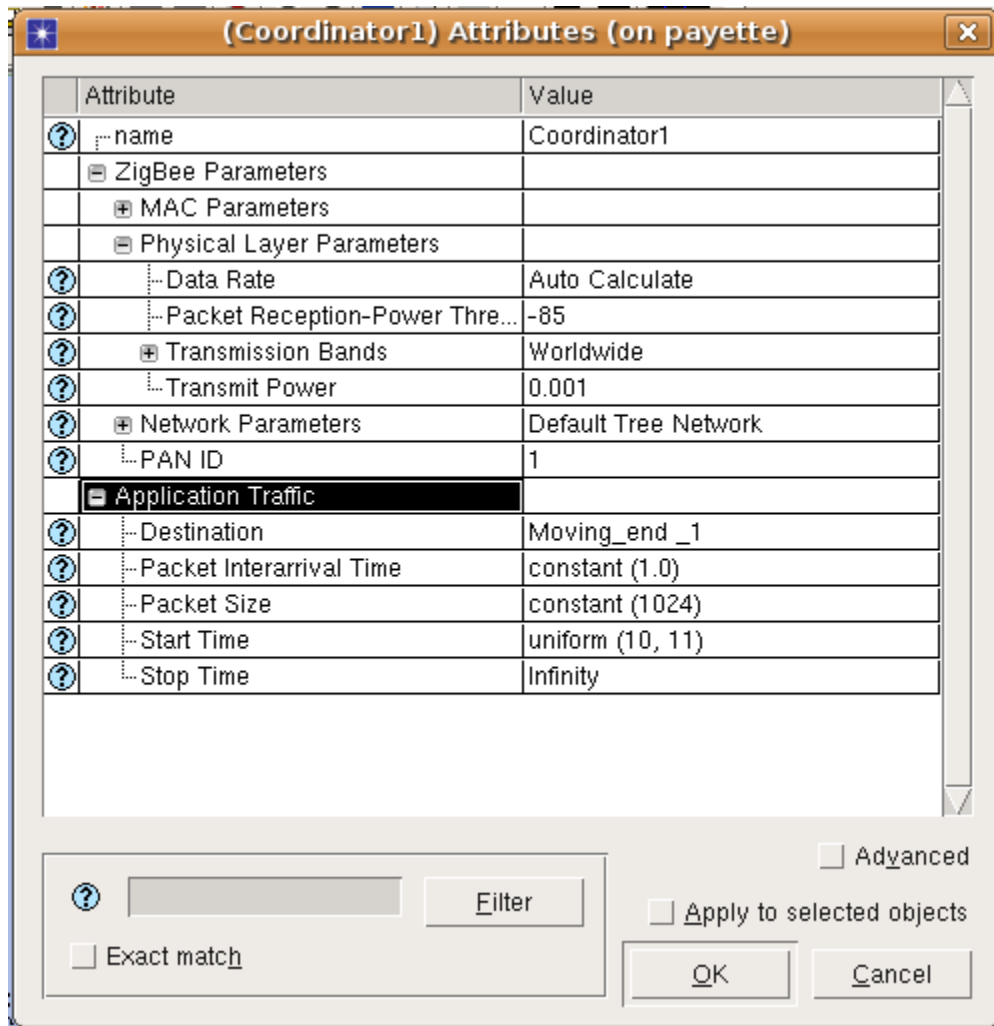 (Coordinator1) Attributes (on payette)
Attribute Value
name Coordinator1
ZigBee Parameters
MAC Parameters
Physical Layer Parameters
Data Rate Auto Calculate
Packet Reception-Power Thre... -85
Transmission Bands Worldwide
Transmit Power 0.001
Network Parameters Default Tree Network
PAN ID 1
Application Traffic
Destination Moving_end _1
Packet Interarrival Time constant (1.0)
Packet Size constant (1024)
Start Time uniform (10, 11)
Stop Time Infinity
Advanced
Filter
Apply to selected objects
Exact match
OK Cancel